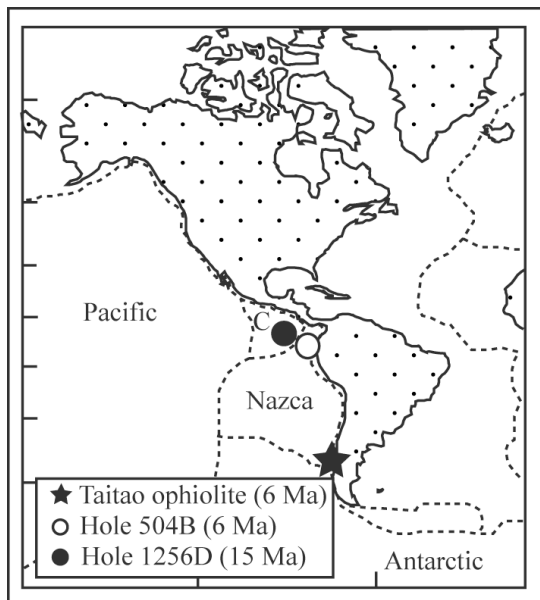 Pacific
C
Nazca
Taitao ophiolite (6 Ma)
Hole 504B (6 Ma)
Hole 1256D (15 Ma)
Antarctic